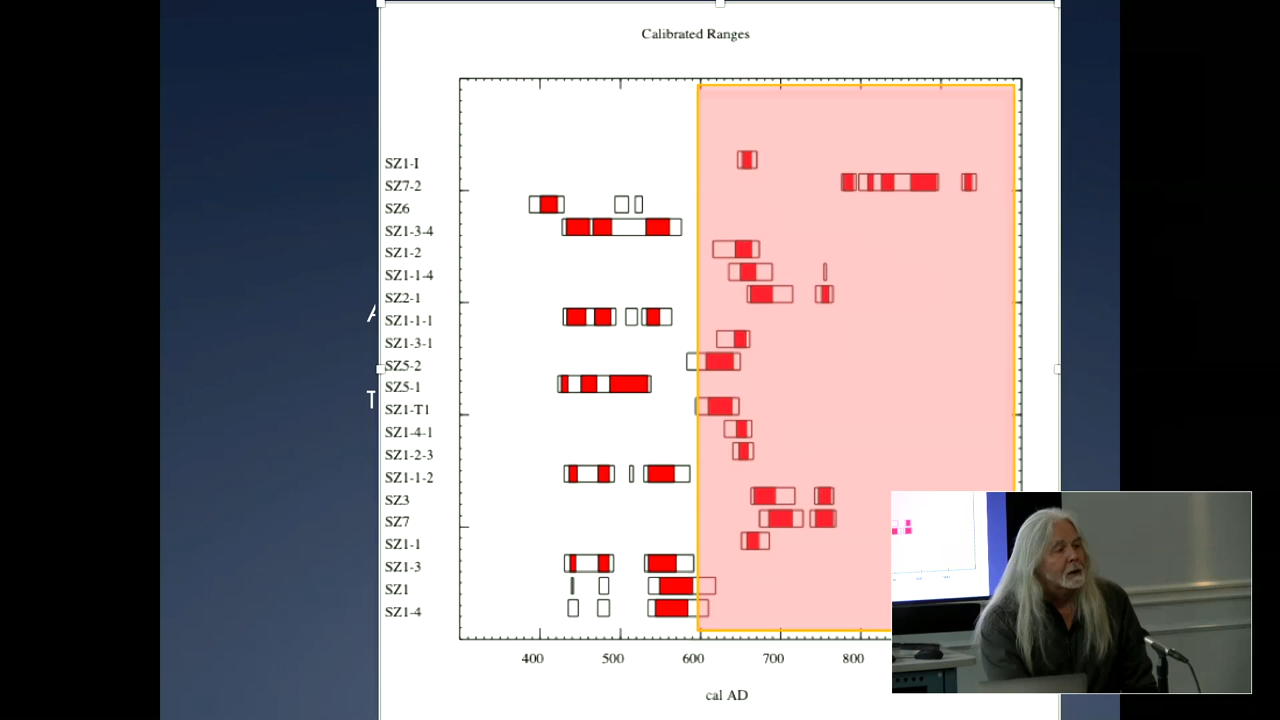 Calibrated Ranges
SZ1-I
SZ7-2
SZ6
SZ1-3-4
SZ1-2
SZ1-1-4
SZ2-1
SZ1-1-1
SZ1-3-1
SZ5-2
SZ5-1
SZ1-T1
SZ1-4-1
SZ1-2-3
SZ1-1-2
SZ3
SZ7
SZ1-1
SZ1-3
SZ1
SZ1-4
400 500 600 700 800
cal AD